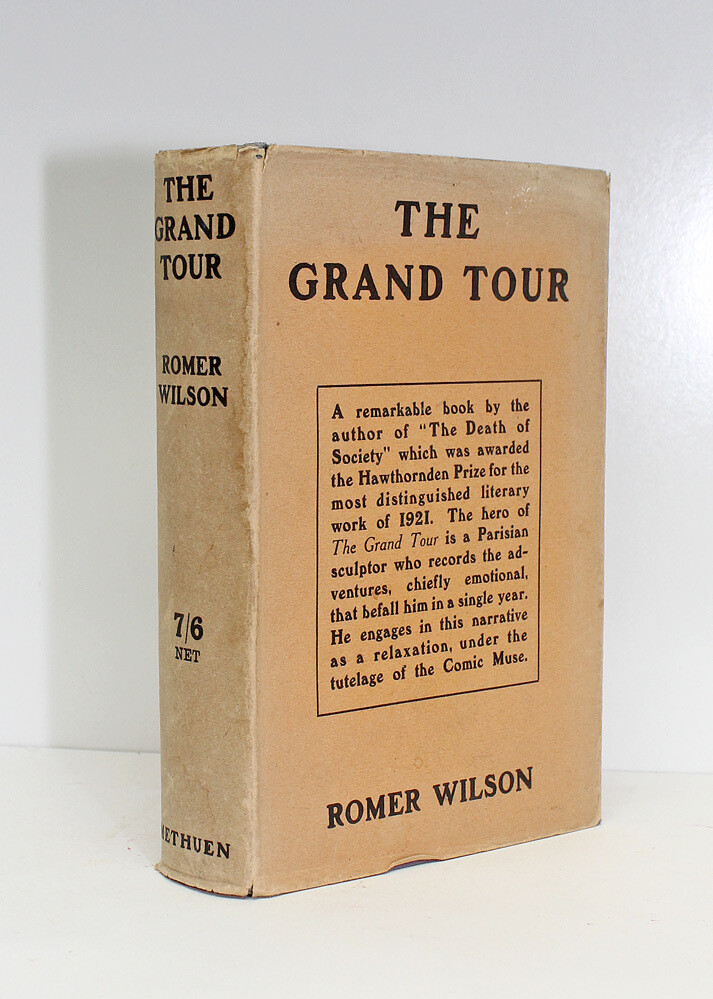 THE
GRAND
TOUR
ROMER
WILSON
7/6
NET
METHUEN
THE
GRAND TOUR
A remarkable book by the
author of "The Death of
Society" which was awarded
the Hawthornden Prize for the
most distinguished literary
work of 1921. The hero of
The Grand Tour is a Parisian
sculptor who records the ad-
ventures, chiefly emotional,
that befall him in a single year.
He engages in this narrative
as a relaxation, under the
tutelage of the Comic Muse.
ROMER WILSON